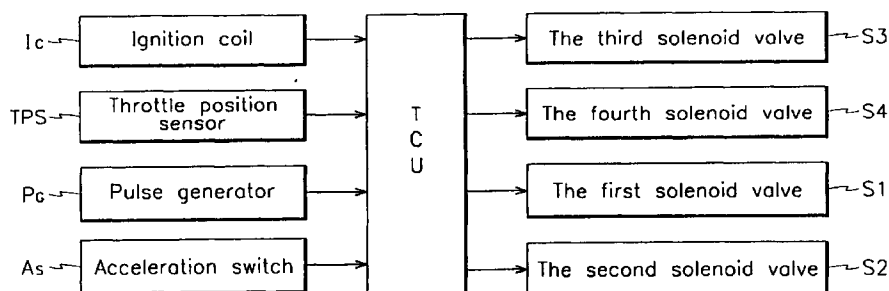 Ic Ignition coil
TPS Throttle position sensor
PG Pulse generator
As Acceleration switch
T
C
U
The third solenoid valve S3
The fourth solenoid valve S4
The first solenoid valve S1
The second solenoid valve S2